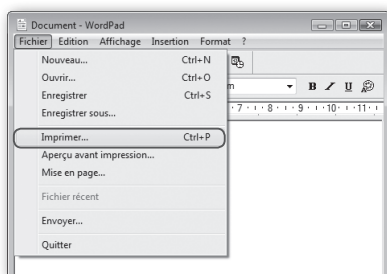 Document - WordPad
Fichier Edition Affichage Insertion Format ?
Nouveau... Ctrl+N
Ouvrir... Ctrl+O
Enregistrer Ctrl+S
Enregistrer sous...
m B I U
7 8 9 10 11
Imprimer... Ctrl+P
Aperçu avant impression...
Mise en page...
Fichier récent
Envoyer...
Quitter